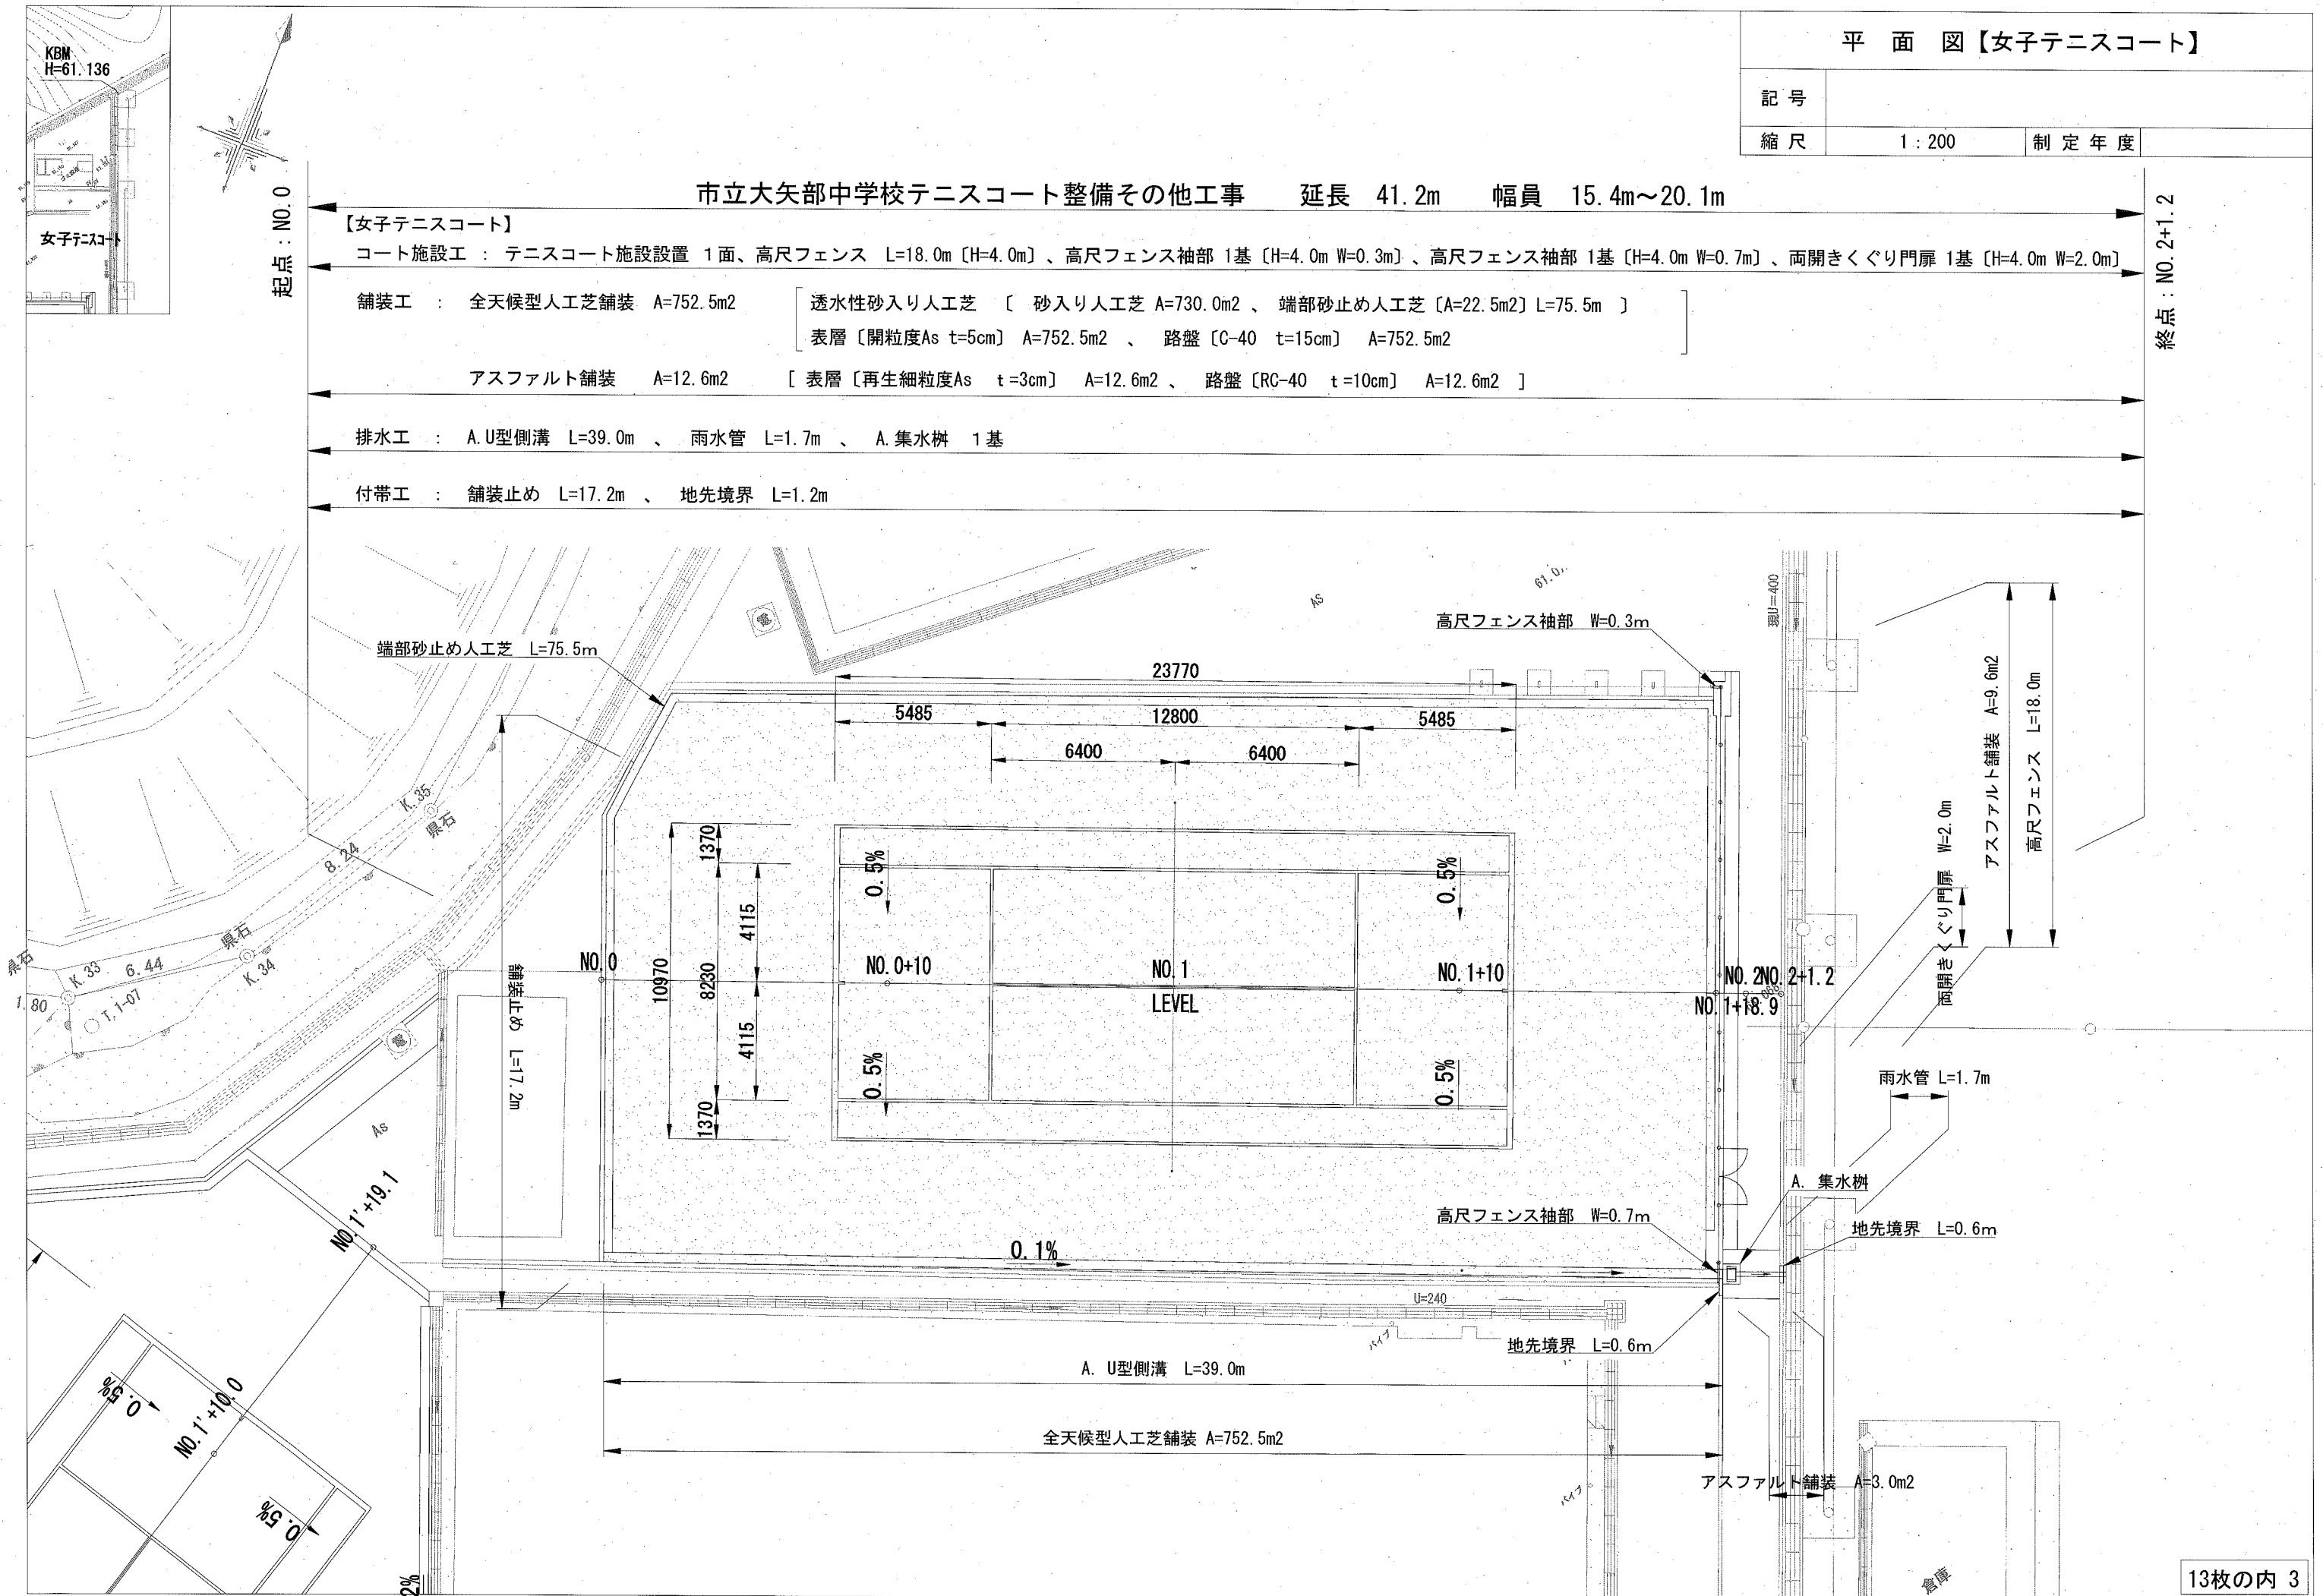 平 面 図【女子テニスコート】
記 号
縮 尺 1 : 200 制 定 年 度
KBM
H=61.136
女子テニスコート
起点 : NO.0
終点 : NO.2+1.2
市立大矢部中学校テニスコート整備その他工事 延長 41.2m 幅員 15.4m～20.1m
【女子テニスコート】
コート施設工 : テニスコート施設設置 1面、高尺フェンス L=18.0m〔H=4.0m〕、高尺フェンス袖部 1基〔H=4.0m W=0.3m〕、高尺フェンス袖部 1基〔H=4.0m W=0.7m〕、両開きくぐり門扉 1基〔H=4.0m W=2.0m〕
舗装工 : 全天候型人工芝舗装 A=752.5m2 透水性砂入り人工芝 〔 砂入り人工芝 A=730.0m2 、 端部砂止め人工芝〔A=22.5m2〕L=75.5m 〕
表層〔開粒度As t=5cm〕 A=752.5m2 、 路盤〔C-40 t=15cm〕 A=752.5m2
アスファルト舗装 A=12.6m2 [ 表層〔再生細粒度As t=3cm〕 A=12.6m2 、 路盤〔RC-40 t=10cm〕 A=12.6m2 ]
排水工 : A.U型側溝 L=39.0m 、 雨水管 L=1.7m 、 A.集水桝 1基
付帯工 : 舗装止め L=17.2m 、 地先境界 L=1.2m
61.0
As
現U=400
電
高尺フェンス袖部 W=0.3m
端部砂止め人工芝 L=75.5m
23770
5485
12800
5485
6400
6400
アスファルト舗装 A=9.6m2
高尺フェンス L=18.0m
両開きくぐり門扉 W=2.0m
K.35
県石
8.24
県石
K.34
6.44
県石
K.33
1.80
T.1-07
電
As
舗装止め L=17.2m
1370
4115
10970
8230
4115
1370
0.5%
0.5%
0.5%
0.5%
NO.0
NO.0+10
NO.1
LEVEL
NO.1+10
NO.2
NO.2+1.2
NO.1+18.9
雨水管 L=1.7m
A. 集水桝
高尺フェンス袖部 W=0.7m
地先境界 L=0.6m
0.1%
U=240
パイプ
地先境界 L=0.6m
A. U型側溝 L=39.0m
全天候型人工芝舗装 A=752.5m2
アスファルト舗装 A=3.0m2
パイプ
NO.1'+19.1
NO.1'+10.0
0.5%
0.5%
2%
倉庫
13枚の内 3